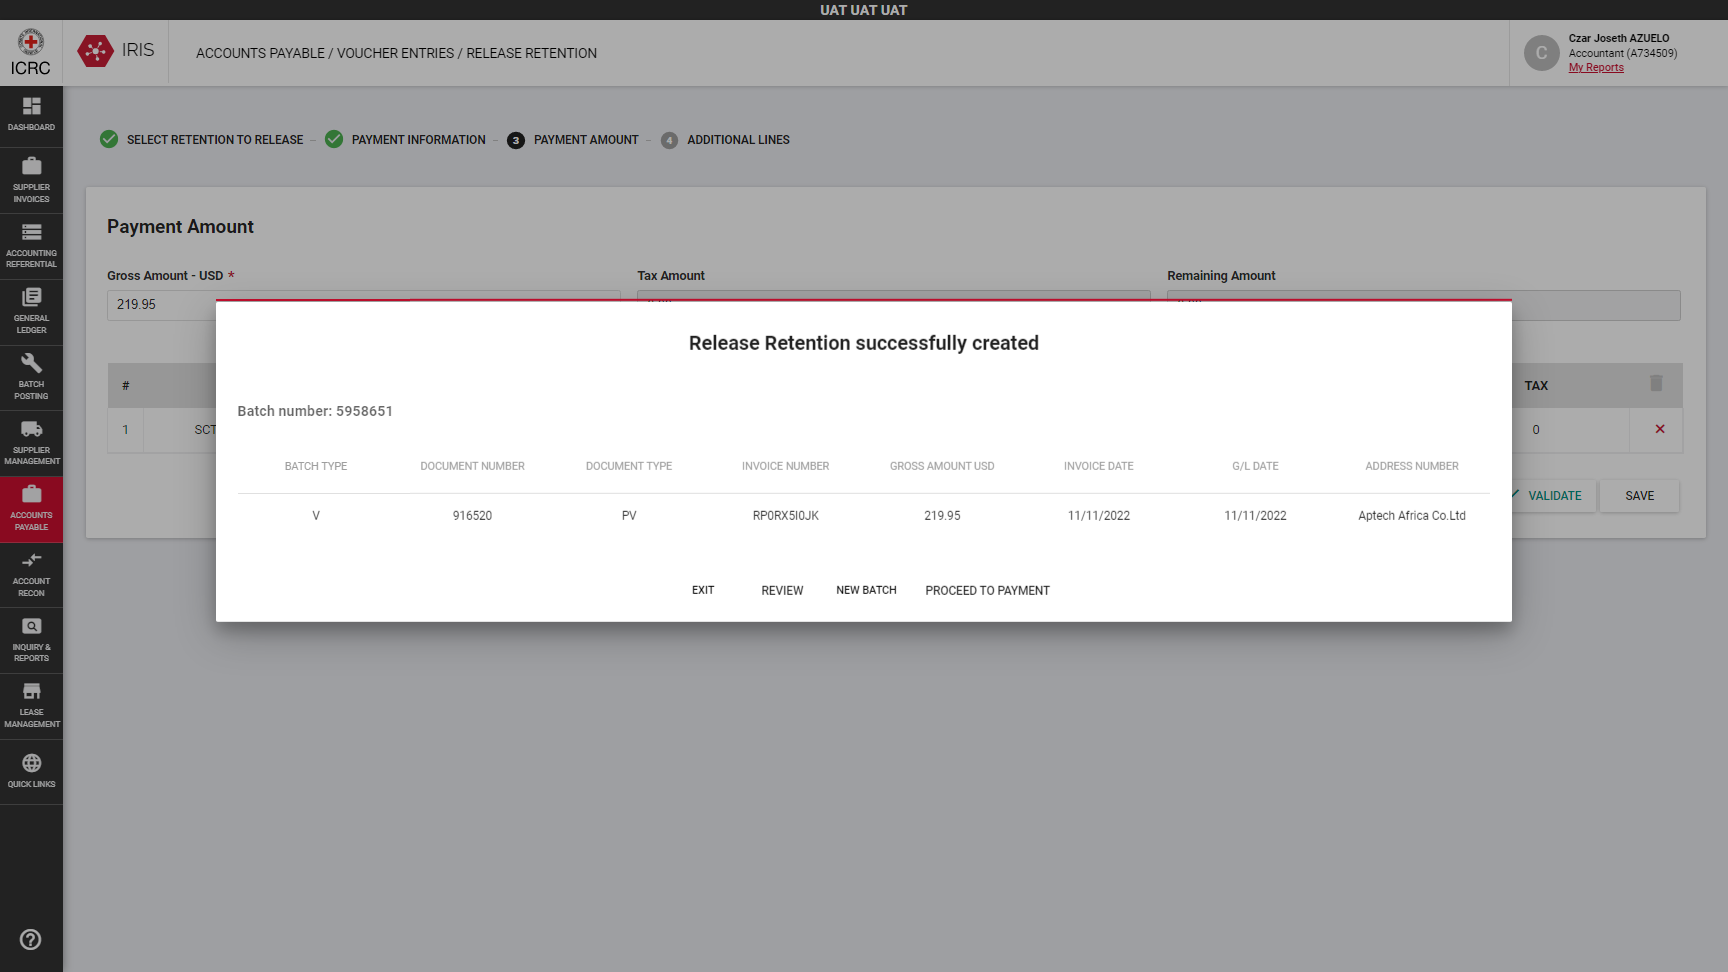 UAT UAT UAT
ICRC
IRIS
ACCOUNTS PAYABLE / VOUCHER ENTRIES / RELEASE RETENTION
C
Czar Joseth AZUELO
Accountant (A734509)
My Reports
DASHBOARD
SUPPLIER
INVOICES
ACCOUNTING
REFERENTIAL
GENERAL
LEDGER
BATCH
POSTING
SUPPLIER
MANAGEMENT
ACCOUNTS
PAYABLE
ACCOUNT
RECON
INQUIRY &
REPORTS
LEASE
MANAGEMENT
QUICK LINKS
SELECT RETENTION TO RELEASE
PAYMENT INFORMATION
3 PAYMENT AMOUNT
4 ADDITIONAL LINES
Payment Amount
Gross Amount - USD *
Tax Amount
Remaining Amount
219.95
# TAX
1 SCT 0
VALIDATE
SAVE
Release Retention successfully created
Batch number: 5958651
BATCH TYPE DOCUMENT NUMBER DOCUMENT TYPE INVOICE NUMBER GROSS AMOUNT USD INVOICE DATE G/L DATE ADDRESS NUMBER
V 916520 PV RP0RX5I0JK 219.95 11/11/2022 11/11/2022 Aptech Africa Co.Ltd
EXIT REVIEW NEW BATCH PROCEED TO PAYMENT